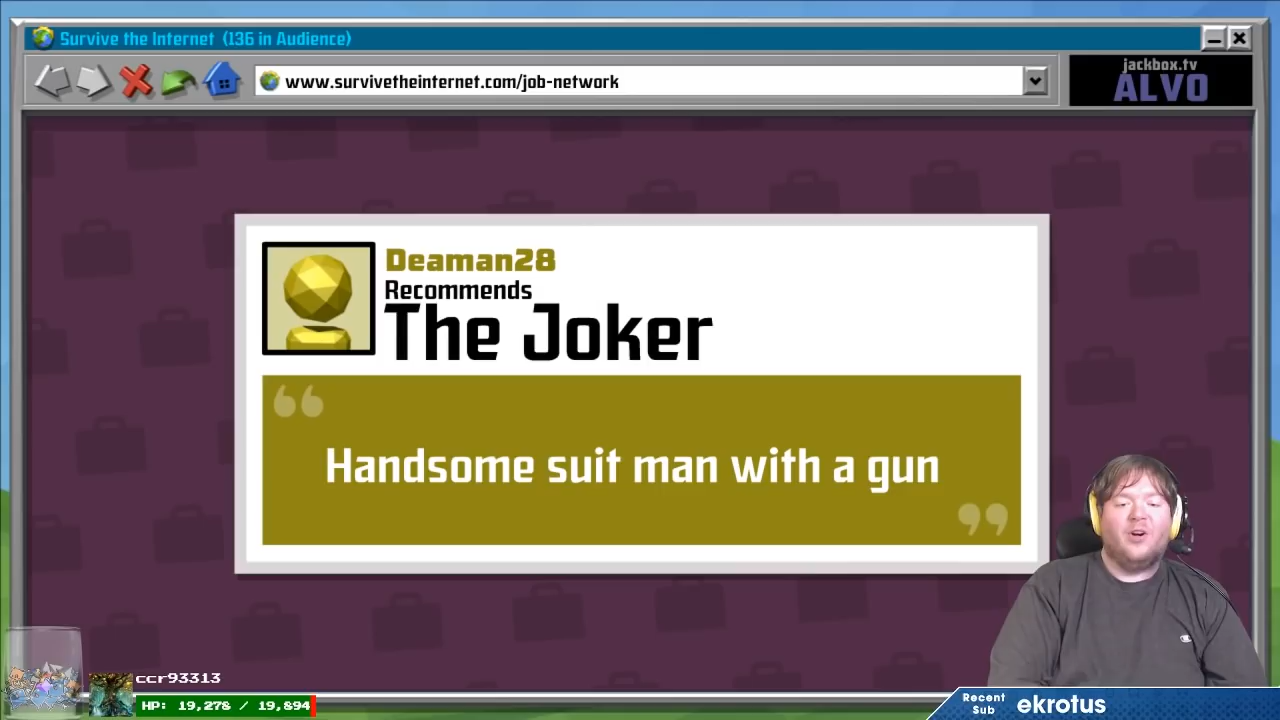 Survive the Internet (136 in Audience)
www.survivetheinternet.com/job-network
jackbox.tv
ALVO
Deaman28
Recommends
The Joker
“
Handsome suit man with a gun
”
ccr93313
HP: 19,278 / 19,894
Recent
Sub
ekrotus